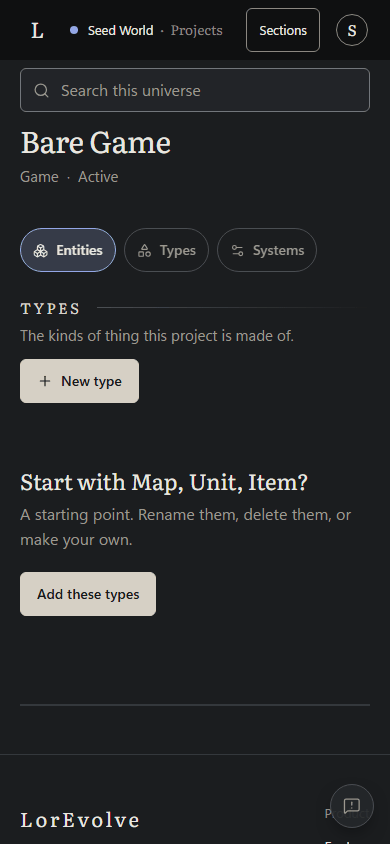 L
Seed World · Projects
Sections
S
Search this universe
Bare Game
Game · Active
Entities
Types
Systems
TYPES
The kinds of thing this project is made of.
New type
Start with Map, Unit, Item?
A starting point. Rename them, delete them, or
make your own.
Add these types
LorEvolve